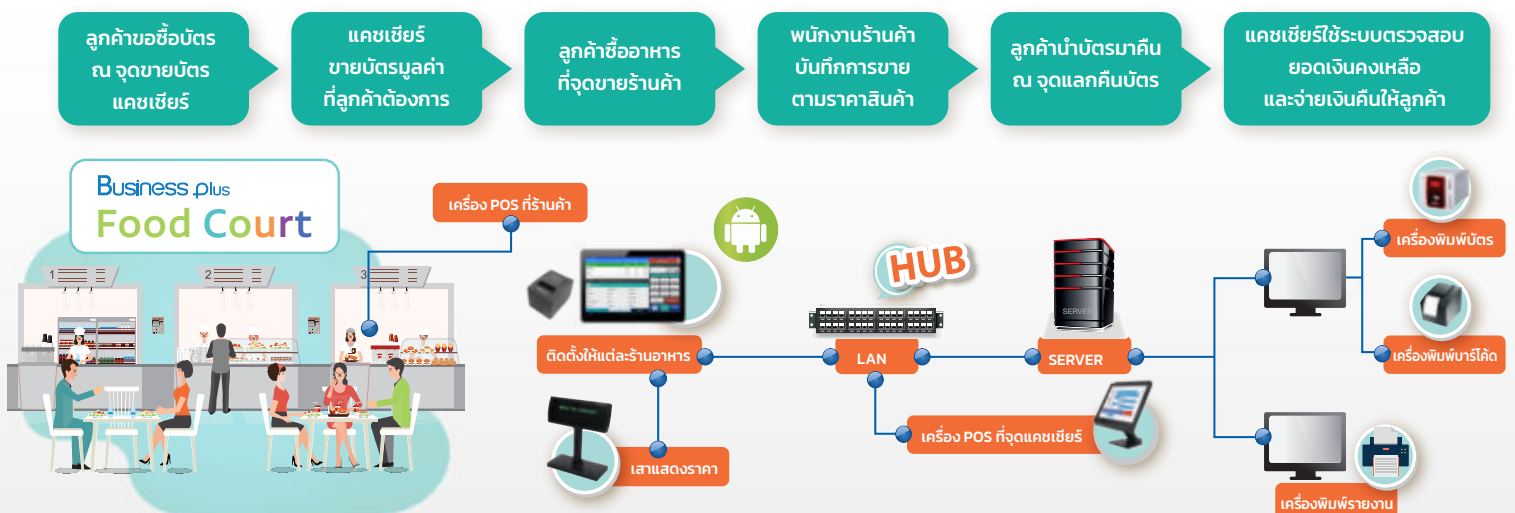 ลูกค้าขอซื้อบัตร
ณ จุดขายบัตร
แคชเชียร์
แคชเชียร์
ขายบัตรมูลค่า
ที่ลูกค้าต้องการ
ลูกค้าซื้ออาหาร
ที่จุดขายร้านค้า
พนักงานร้านค้า
บันทึกการขาย
ตามราคาสินค้า
ลูกค้านำบัตรมาคืน
ณ จุดแลกคืนบัตร
แคชเชียร์ใช้ระบบตรวจสอบ
ยอดเงินคงเหลือ
และจ่ายเงินคืนให้ลูกค้า
Business plus
Food Court
1
2
3
เครื่อง POS ที่ร้านค้า
ติดตั้งให้แต่ละร้านอาหาร
เสาแสดงราคา
HUB
LAN
SERVER
SERVER
เครื่อง POS ที่จุดแคชเชียร์
เครื่องพิมพ์บัตร
เครื่องพิมพ์บาร์โค้ด
เครื่องพิมพ์รายงาน